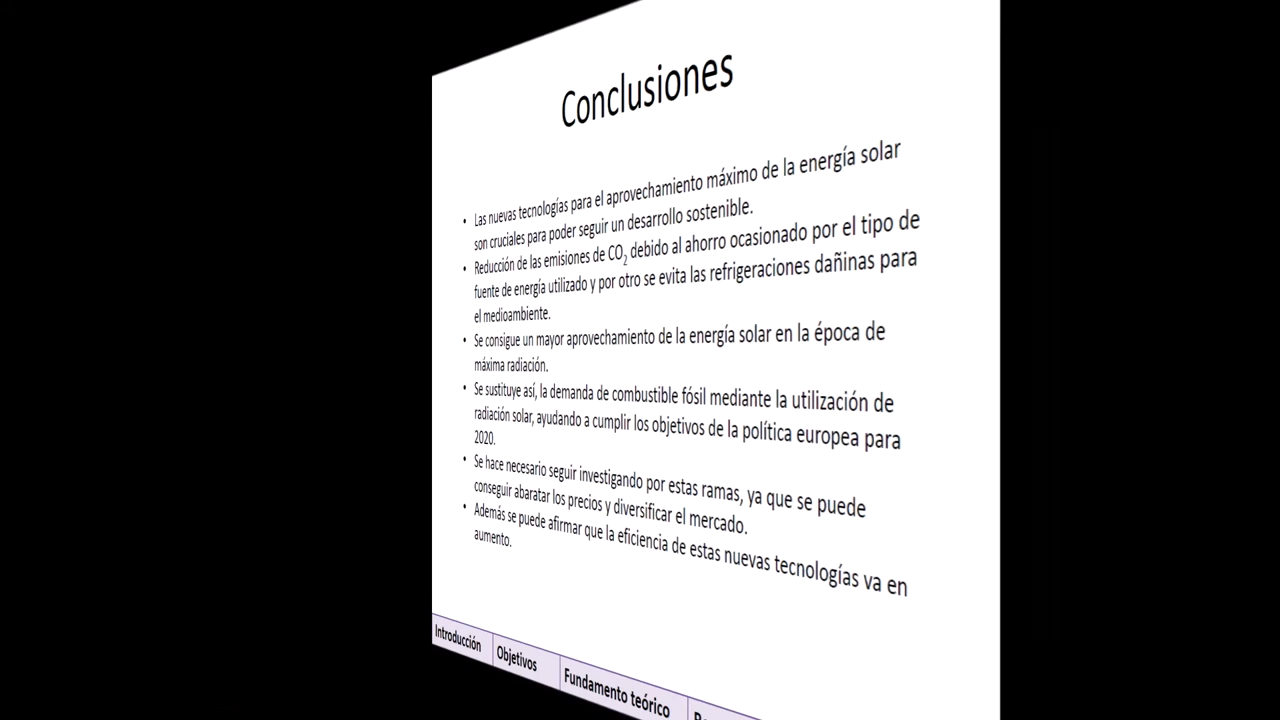 Conclusiones
• Las nuevas tecnologías para el aprovechamiento máximo de la energía solar
son cruciales para poder seguir un desarrollo sostenible.
• Reducción de las emisiones de CO₂ debido al ahorro ocasionado por el tipo de
fuente de energía utilizado y por otro se evita las refrigeraciones dañinas para
el medioambiente.
• Se consigue un mayor aprovechamiento de la energía solar en la época de
máxima radiación.
• Se sustituye así, la demanda de combustible fósil mediante la utilización de
radiación solar, ayudando a cumplir los objetivos de la política europea para
2020.
• Se hace necesario seguir investigando por estas ramas, ya que se puede
conseguir abaratar los precios y diversificar el mercado.
• Además se puede afirmar que la eficiencia de estas nuevas tecnologías va en
aumento.
Introducción
Objetivos
Fundamento teórico